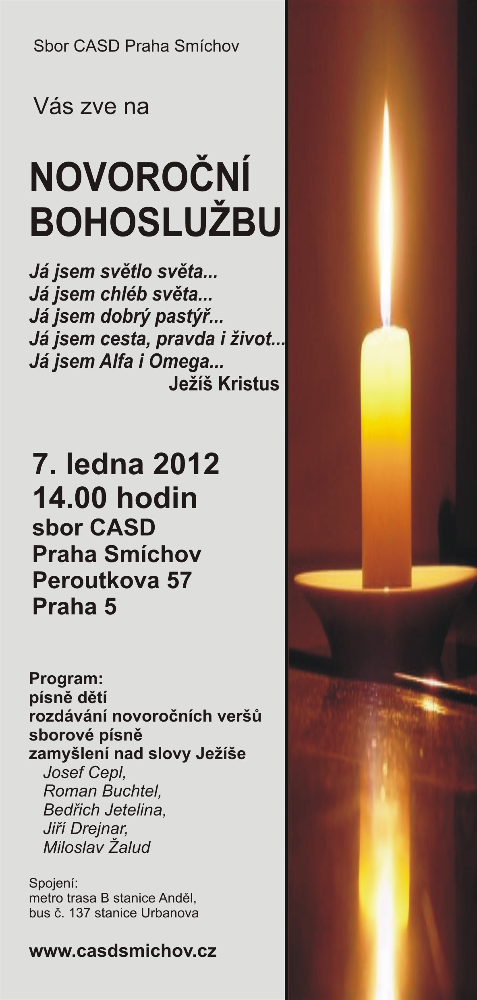 Sbor CASD Praha Smíchov
Vás zve na
NOVOROČNÍ
BOHOSLUŽBU
Já jsem světlo světa...
Já jsem chléb světa...
Já jsem dobrý pastýř...
Já jsem cesta, pravda i život...
Já jsem Alfa i Omega...
Ježíš Kristus
7. ledna 2012
14.00 hodin
sbor CASD
Praha Smíchov
Peroutkova 57
Praha 5
Program:
písně dětí
rozdávání novoročních veršů
sborové písně
zamyšlení nad slovy Ježíše
Josef Cepl,
Roman Buchtel,
Bedřich Jetelina,
Jiří Drejnar,
Miloslav Žalud
Spojení:
metro trasa B stanice Anděl,
bus č. 137 stanice Urbanova
www.casdsmichov.cz